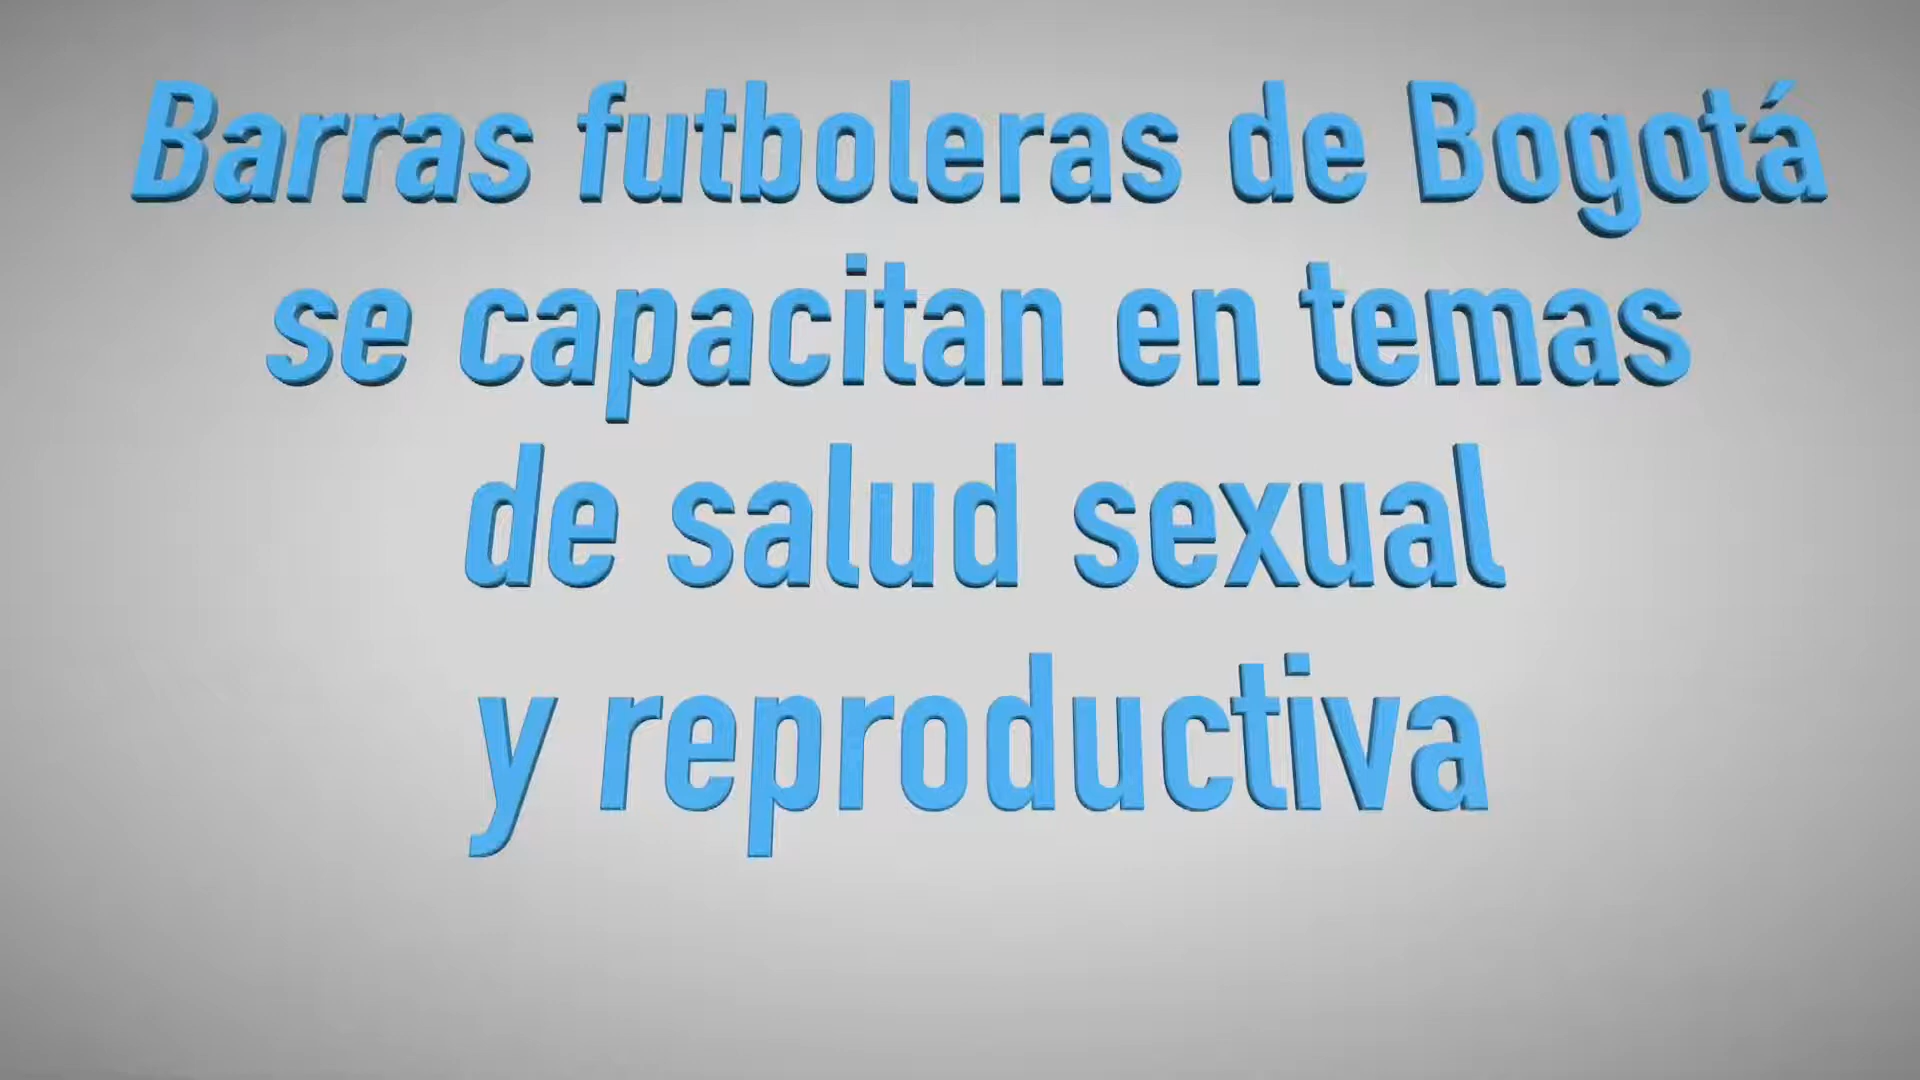 Barras futboleras de Bogotá
se capacitan en temas
de salud sexual
y reproductiva